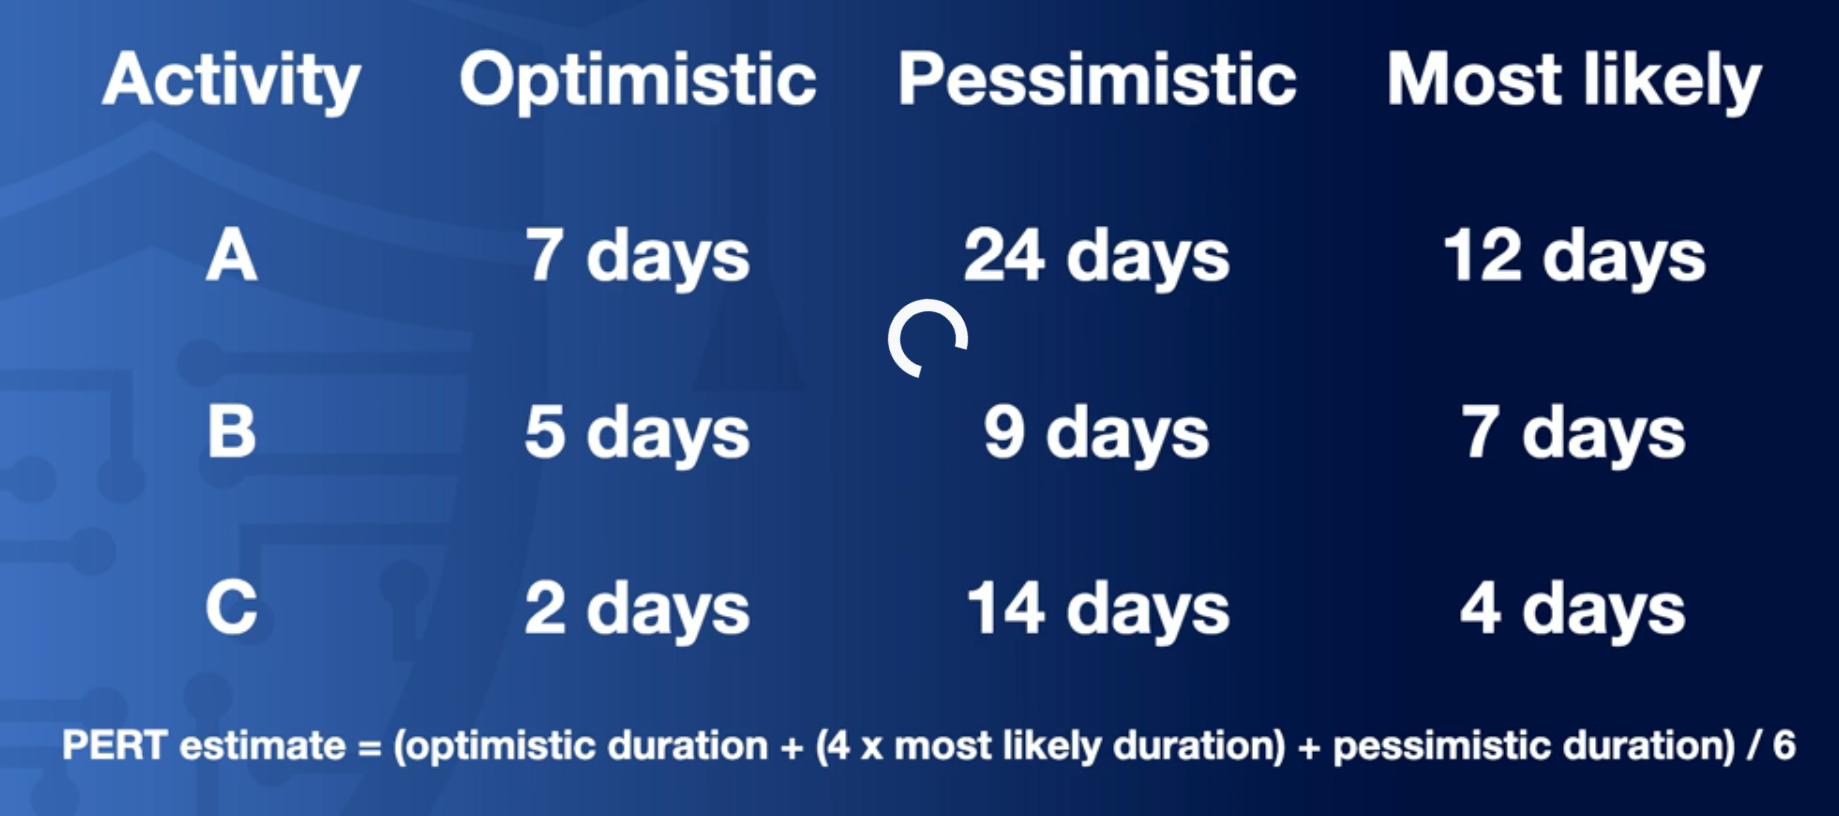 Activity Optimistic Pessimistic Most likely
A 7 days 24 days 12 days
B 5 days 9 days 7 days
C 2 days 14 days 4 days
PERT estimate = (optimistic duration + (4 x most likely duration) + pessimistic duration) / 6